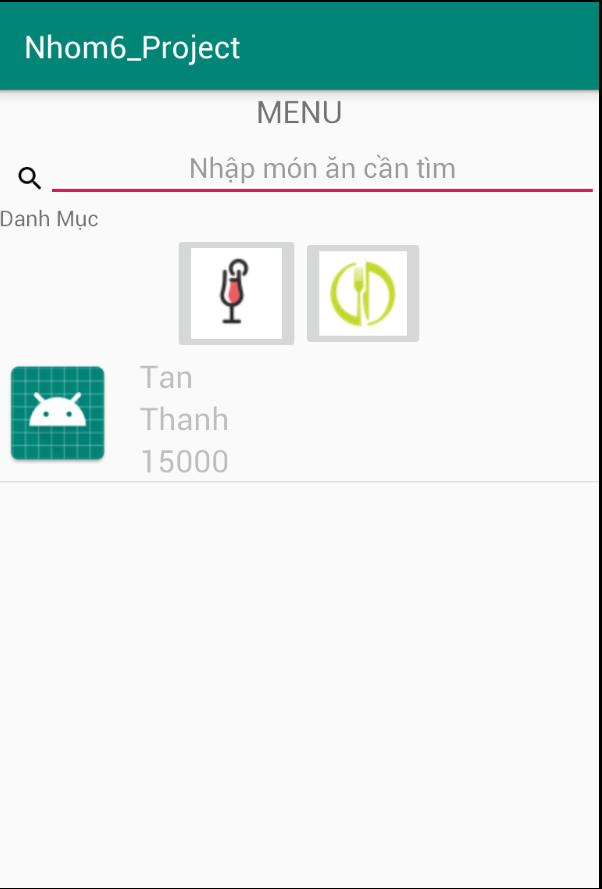 Nhom6_Project
MENU
Nhập món ăn cần tìm
Danh Mục
Tan
Thanh
15000